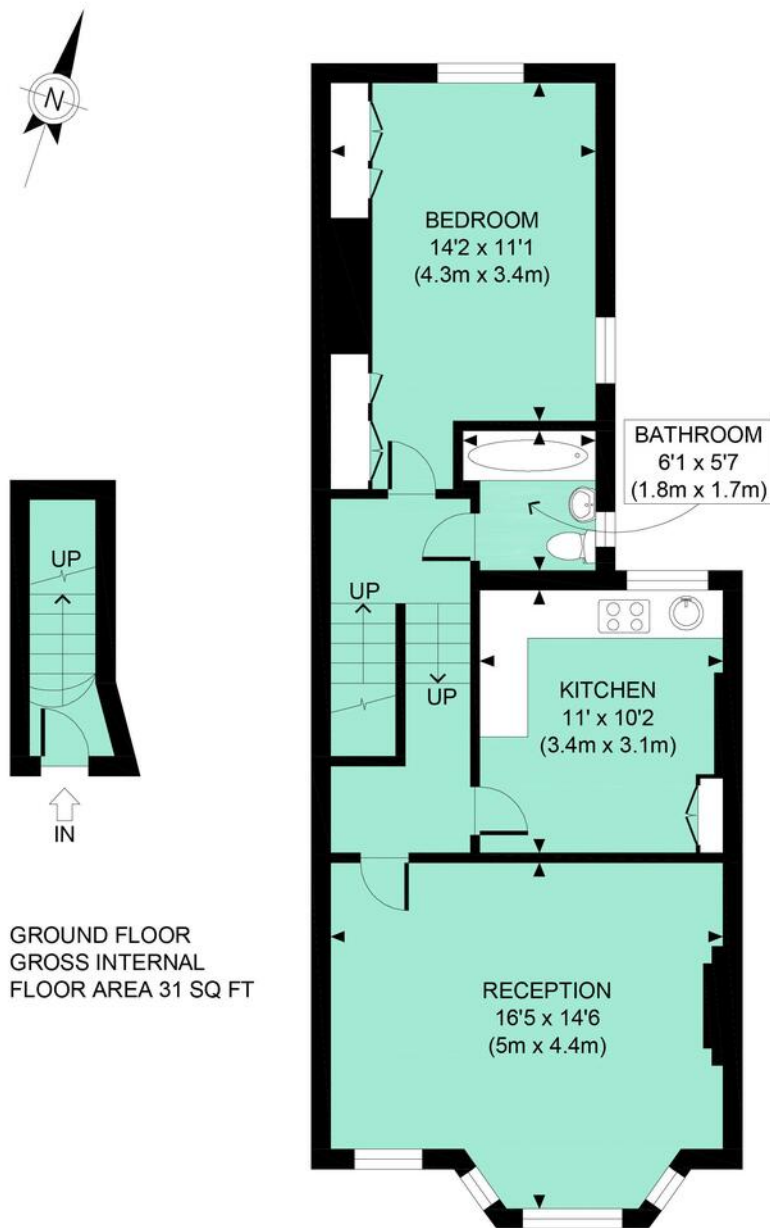 N
BEDROOM
14'2 x 11'1
(4.3m x 3.4m)
BATHROOM
6'1 x 5'7
(1.8m x 1.7m)
UP
UP
UP
KITCHEN
11' x 10'2
(3.4m x 3.1m)
IN
GROUND FLOOR
GROSS INTERNAL
FLOOR AREA 31 SQ FT
RECEPTION
16'5 x 14'6
(5m x 4.4m)